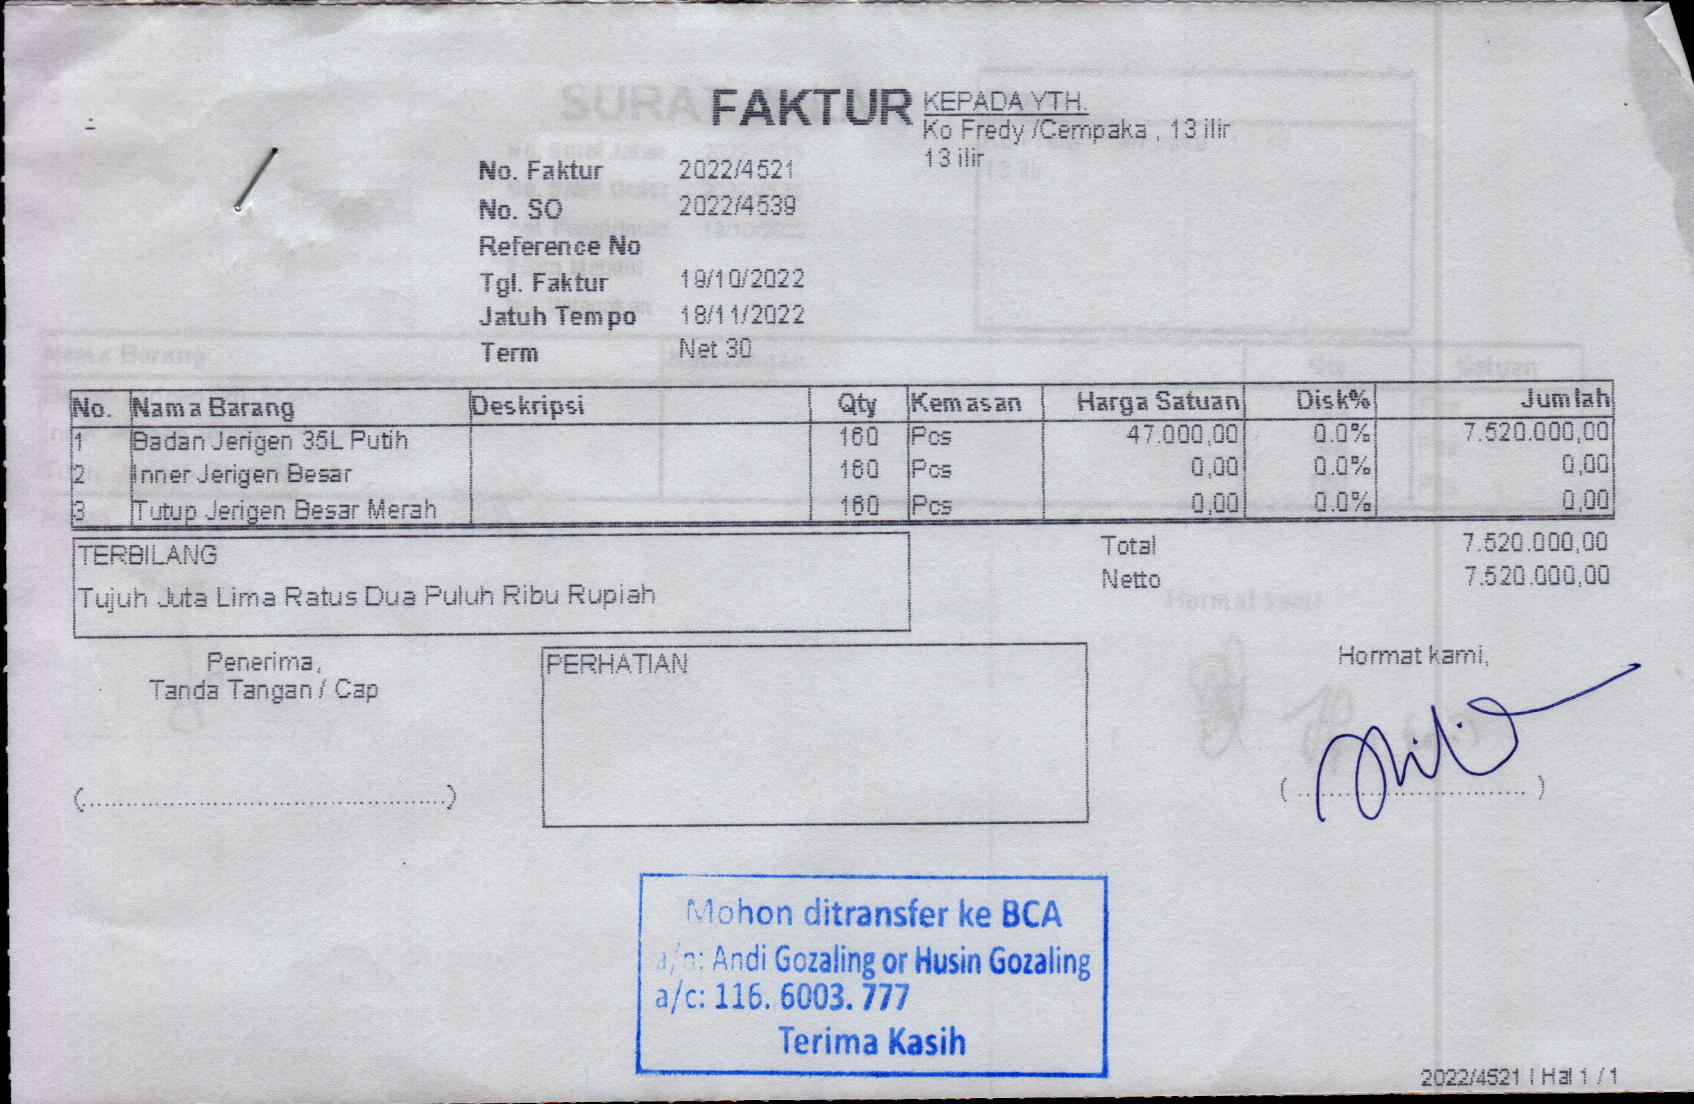 FAKTUR
KEPADA YTH.
Ko Fredy /Cempaka , 13 ilir
13 ilir
No. Faktur 2022/4521
No. SO 2022/4539
Reference No
Tgl. Faktur 19/10/2022
Jatuh Tempo 18/11/2022
Term Net 30
No. Nama Barang Deskripsi Qty Kemasan Harga Satuan Disk% Jumlah
1 Badan Jerigen 35L Putih 160 Pcs 47.000,00 0.0% 7.520.000,00
2 Inner Jerigen Besar 160 Pcs 0,00 0.0% 0,00
3 Tutup Jerigen Besar Merah 160 Pcs 0,00 0.0% 0,00
TERBILANG
Tujuh Juta Lima Ratus Dua Puluh Ribu Rupiah
Total 7.520.000,00
Netto 7.520.000,00
Penerima,
Tanda Tangan / Cap
(............................................)
PERHATIAN
Hormat kami,
(............................)
Mohon ditransfer ke BCA
a/n: Andi Gozaling or Husin Gozaling
a/c: 116. 6003. 777
Terima Kasih
2022/4521 | Hal 1 / 1